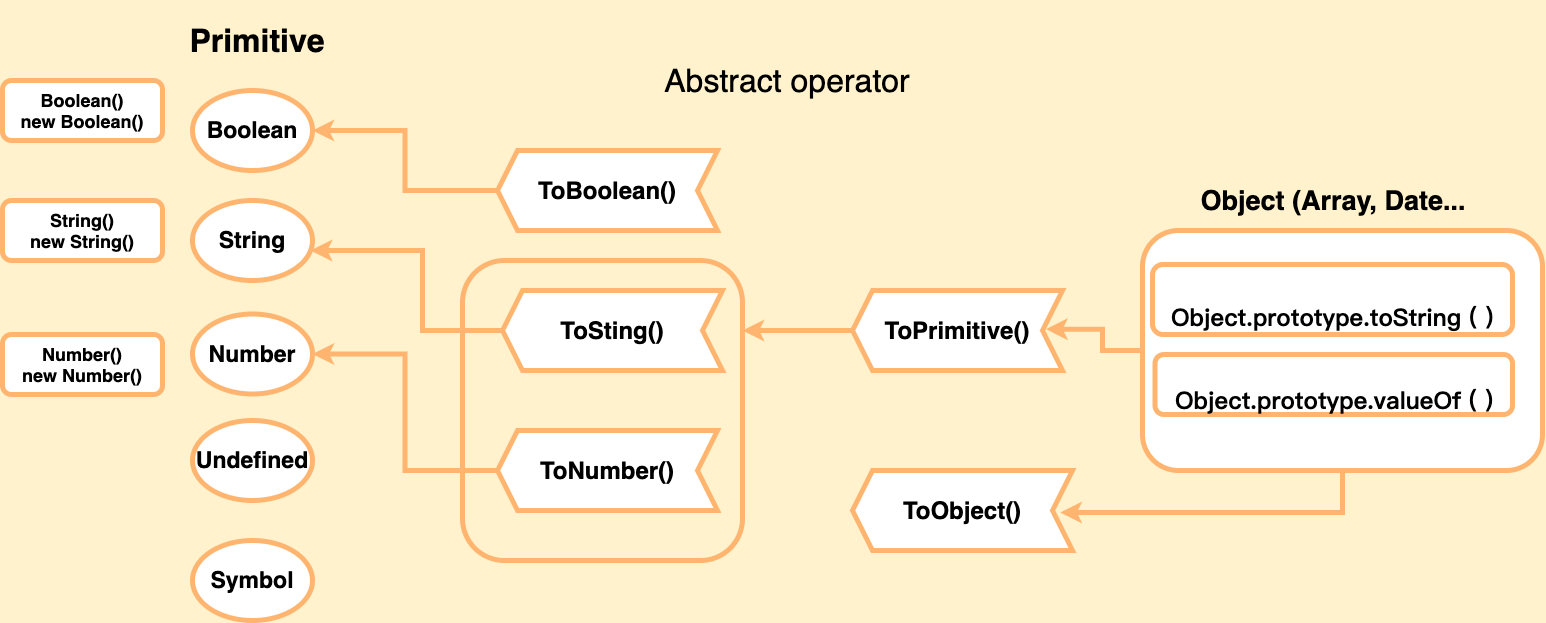 Primitive
Abstract operator
Boolean()
new Boolean()
Boolean
ToBoolean()
Object (Array, Date...
String()
new String()
String
Object.prototype.toString ( )
ToSting()
ToPrimitive()
Number()
new Number()
Number
Object.prototype.valueOf ( )
Undefined
ToNumber()
ToObject()
Symbol